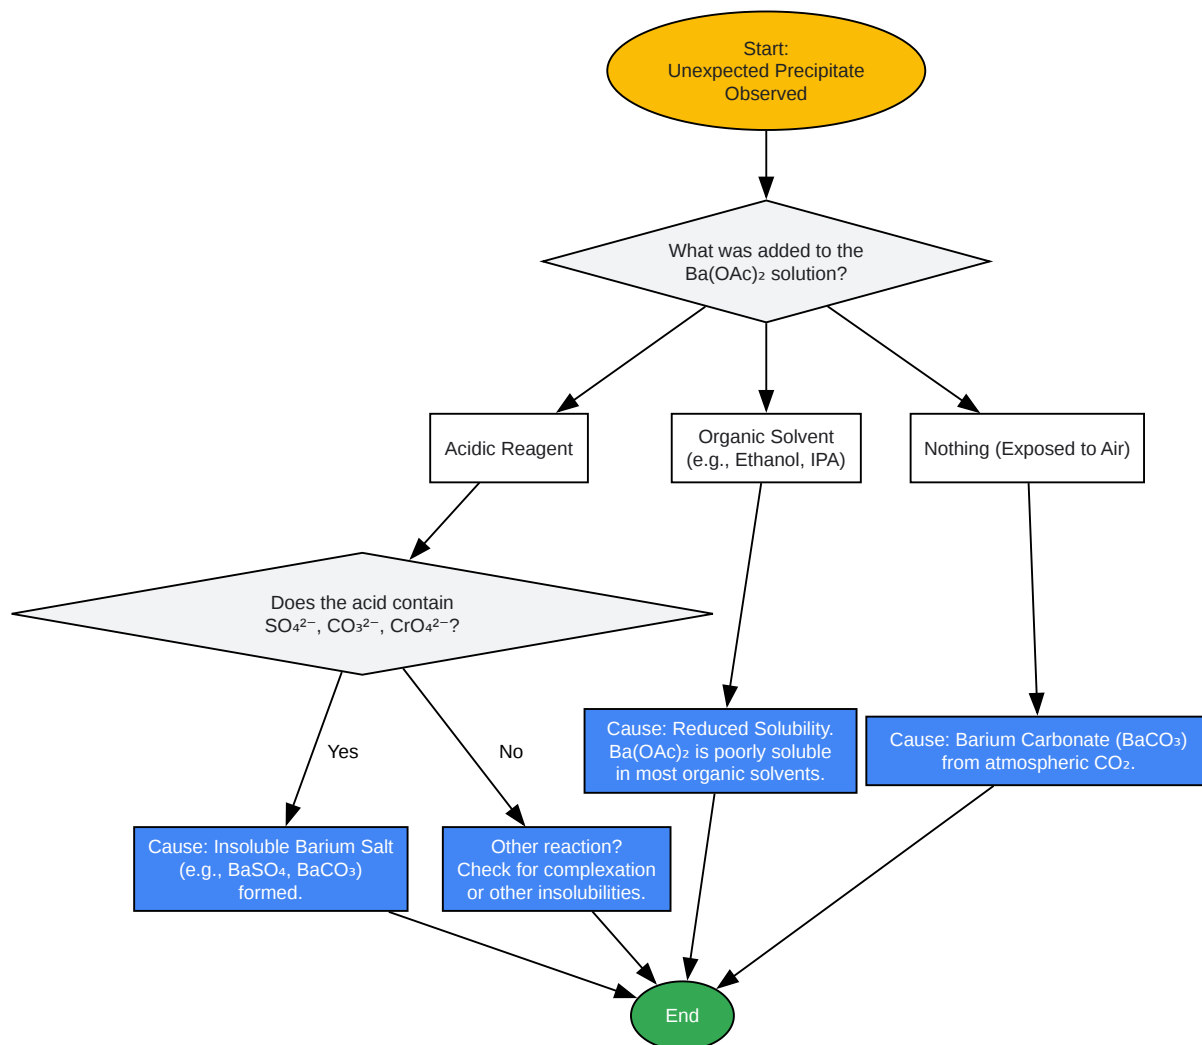 Start:
Unexpected Precipitate
Observed
What was added to the
Ba(OAc)₂ solution?
Acidic Reagent
Organic Solvent
(e.g., Ethanol, IPA)
Nothing (Exposed to Air)
Does the acid contain
SO₄²⁻, CO₃²⁻, CrO₄²⁻?
Yes
No
Cause: Reduced Solubility.
Ba(OAc)₂ is poorly soluble
in most organic solvents.
Cause: Barium Carbonate (BaCO₃)
from atmospheric CO₂.
Cause: Insoluble Barium Salt
(e.g., BaSO₄, BaCO₃)
formed.
Other reaction?
Check for complexation
or other insolubilities.
End